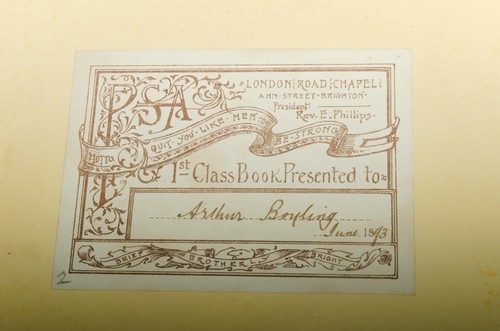 PSA
LONDON ROAD CHAPEL
ANN STREET BRIGHTON
President
Rev. E. Phillips.
MOTTO. QUIT YOU LIKE MEN BE STRONG
1st Class Book Presented to
Arthur Boyling
June 1893
BRIEF BROTHERLY BRIGHT
2